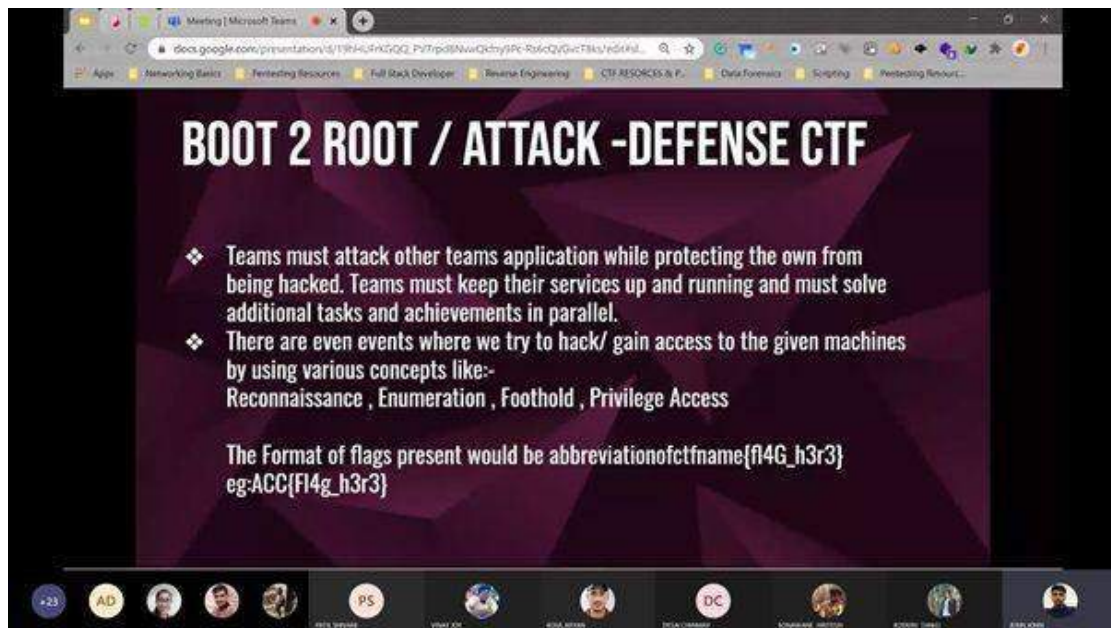 Meeting | Microsoft Teams
Apps Networking Basics Pentesting Resources Full Stack Developer Reverse Engineering CTF RESORCES & P... Data Forensics Scripting Pentesting Resourc...
BOOT 2 ROOT / ATTACK -DEFENSE CTF
❖ Teams must attack other teams application while protecting the own from
being hacked. Teams must keep their services up and running and must solve
additional tasks and achievements in parallel.
❖ There are even events where we try to hack/ gain access to the given machines
by using various concepts like:-
Reconnaissance , Enumeration , Foothold , Privilege Access
The Format of flags present would be abbreviationofctfname{fl4G_h3r3}
eg:ACC{Fl4g_h3r3}
+23 AD PS DC